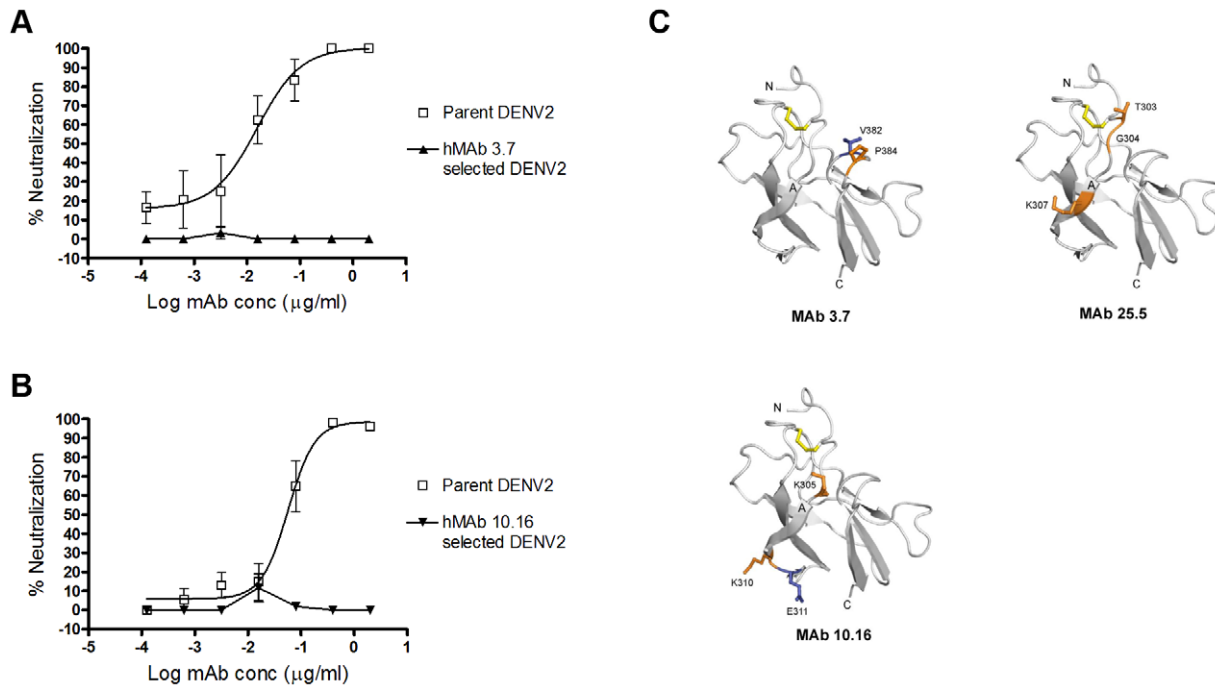 A
100
90
80
70
60
50
40
30
20
10
0
-10
% Neutralization
-5 -4 -3 -2 -1 0 1
Log mAb conc (µg/ml)
Parent DENV2
hMAb 3.7
selected DENV2
B
100
90
80
70
60
50
40
30
20
10
0
-10
% Neutralization
-5 -4 -3 -2 -1 0 1
Log mAb conc (µg/ml)
Parent DENV2
hMAb 10.16
selected DENV2
C
N
V382
P384
A
C
MAb 3.7
N
T303
G304
A
K307
C
MAb 25.5
N
K305
A
K310
E311
C
MAb 10.16